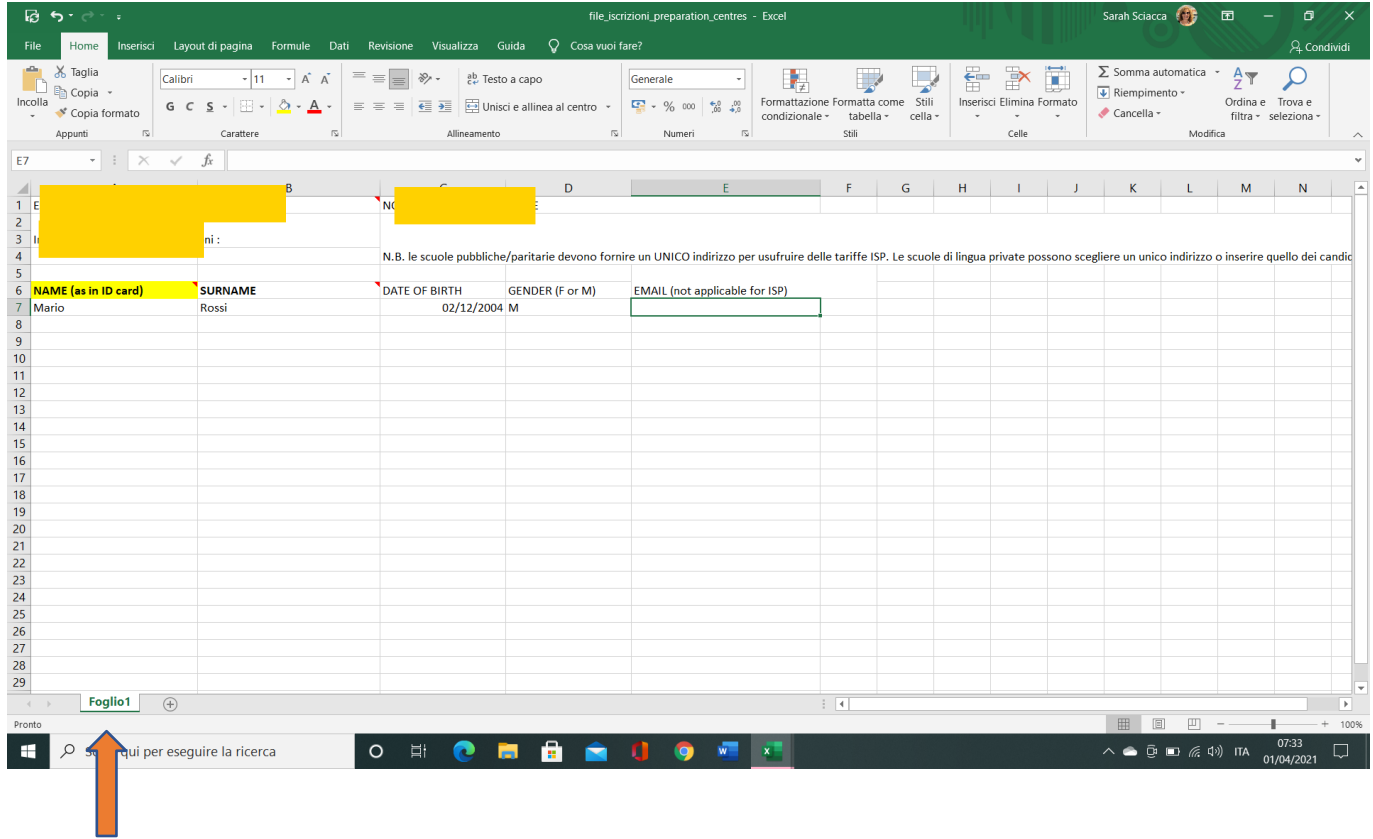 file_iscrizioni_preparation_centres - Excel
Sarah Sciacca
File Home Inserisci Layout di pagina Formule Dati Revisione Visualizza Guida Cosa vuoi fare? Condividi
Incolla
Taglia
Copia
Copia formato
Appunti
Calibri 11 A A
G C S A
Carattere
Testo a capo
Unisci e allinea al centro
Allineamento
Generale
% 000 ,00 ,00
Numeri
Formattazione condizionale
Formatta come tabella
Stili cella
Stili
Inserisci Elimina Formato
Celle
Somma automatica
Riempimento
Cancella
Ordina e filtra
Trova e seleziona
Modifica
E7 fx
B D E F G H I J K L M N
1 E
2
3 ni :
4 N.B. le scuole pubbliche/paritarie devono fornire un UNICO indirizzo per usufruire delle tariffe ISP. Le scuole di lingua private possono scegliere un unico indirizzo o inserire quello dei candic
5
6 NAME (as in ID card) SURNAME DATE OF BIRTH GENDER (F or M) EMAIL (not applicable for ISP)
7 Mario Rossi 02/12/2004 M
8
9
10
11
12
13
14
15
16
17
18
19
20
21
22
23
24
25
26
27
28
29
Foglio1
Pronto 100%
qui per eseguire la ricerca
ITA
07:33
01/04/2021